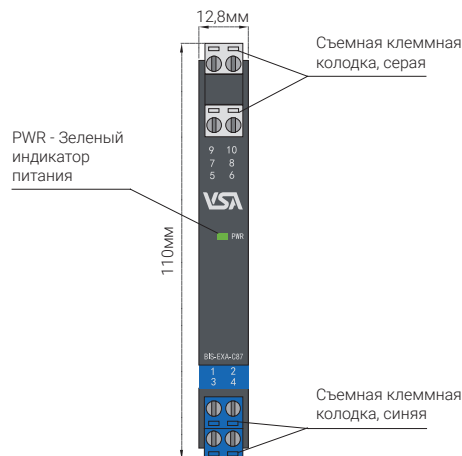 12,8мм
Съемная клеммная
колодка, серая
PWR - Зеленый
индикатор
питания
9 10
7 8
5 6
VSA
PWR
110мм
BIS-EXA-C87
1 2
3 4
Съемная клеммная
колодка, синяя